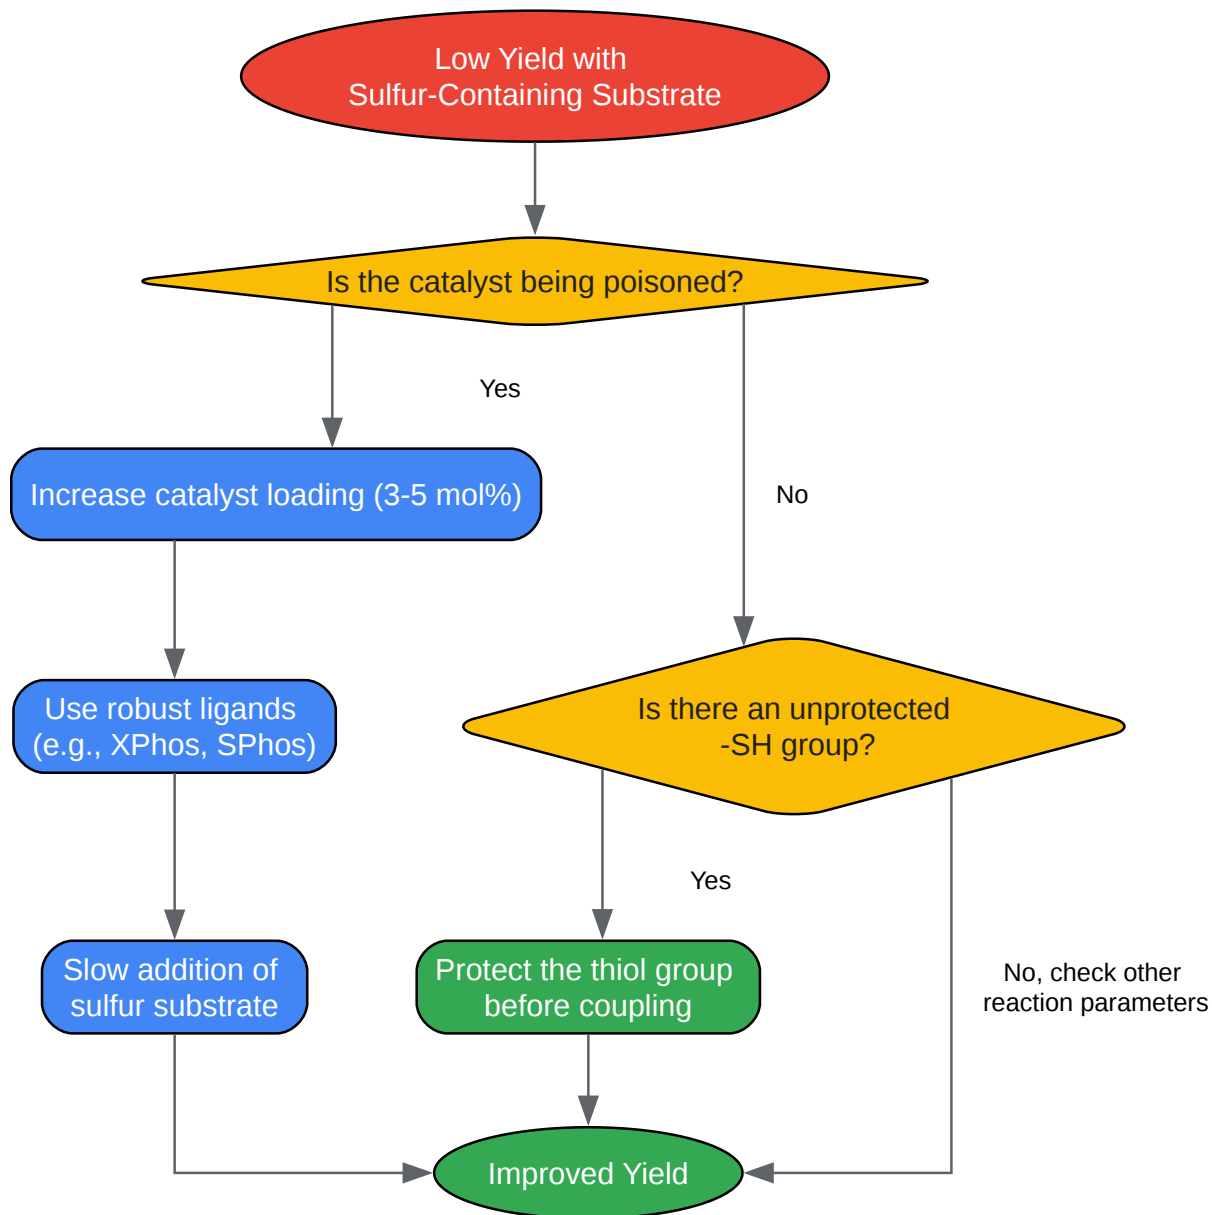 Low Yield with
Sulfur-Containing Substrate
Is the catalyst being poisoned?
Yes
Increase catalyst loading (3-5 mol%)
No
Use robust ligands
(e.g., XPhos, SPhos)
Is there an unprotected
-SH group?
Yes
Slow addition of
sulfur substrate
Protect the thiol group
before coupling
No, check other
reaction parameters
Improved Yield